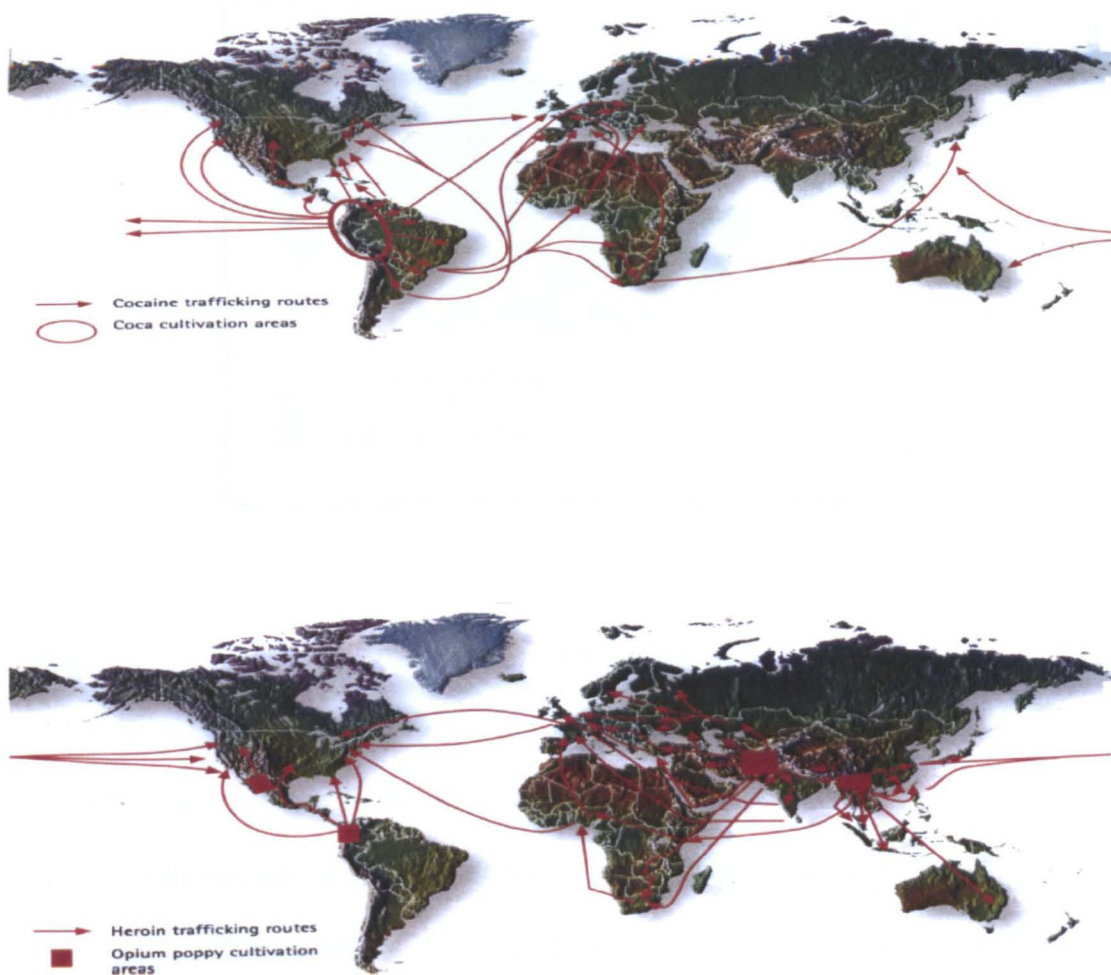 Cocaine trafficking routes
Coca cultivation areas
Heroin trafficking routes
Opium poppy cultivation
areas